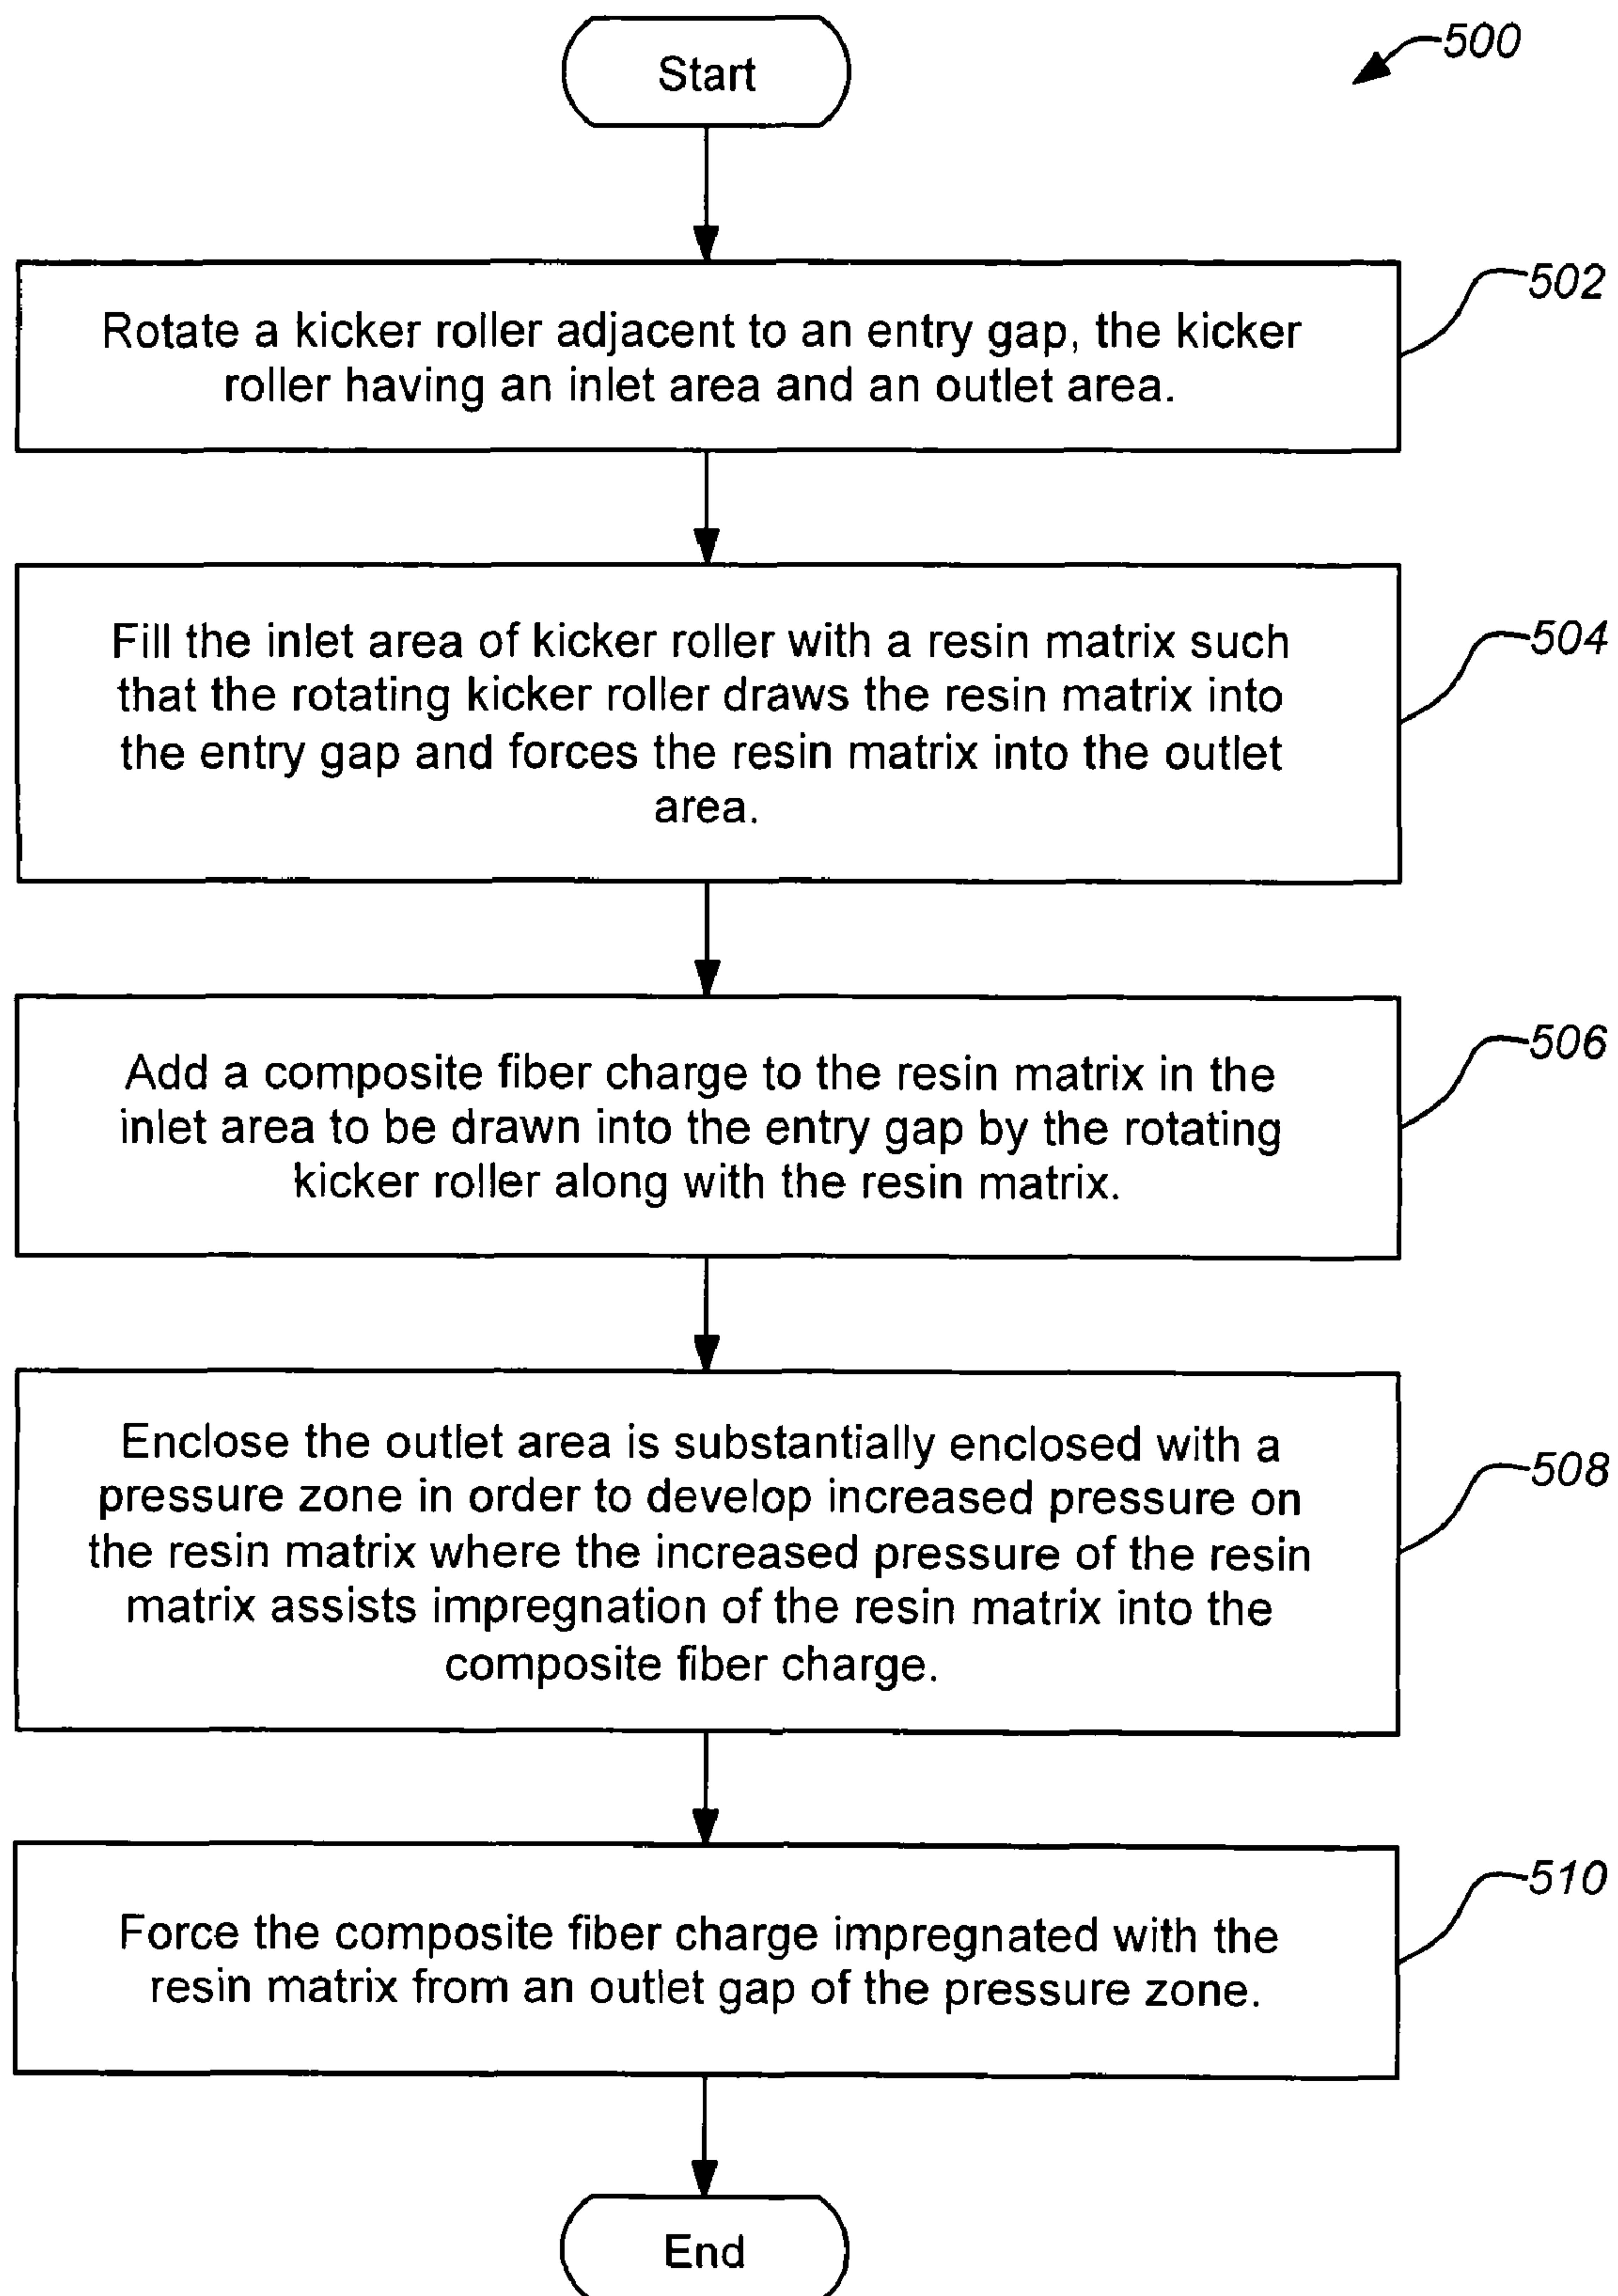 Start
500
Rotate a kicker roller adjacent to an entry gap, the kicker
roller having an inlet area and an outlet area.
502
Fill the inlet area of kicker roller with a resin matrix such
that the rotating kicker roller draws the resin matrix into
the entry gap and forces the resin matrix into the outlet
area.
504
Add a composite fiber charge to the resin matrix in the
inlet area to be drawn into the entry gap by the rotating
kicker roller along with the resin matrix.
506
Enclose the outlet area is substantially enclosed with a
pressure zone in order to develop increased pressure on
the resin matrix where the increased pressure of the resin
matrix assists impregnation of the resin matrix into the
composite fiber charge.
508
Force the composite fiber charge impregnated with the
resin matrix from an outlet gap of the pressure zone.
510
End